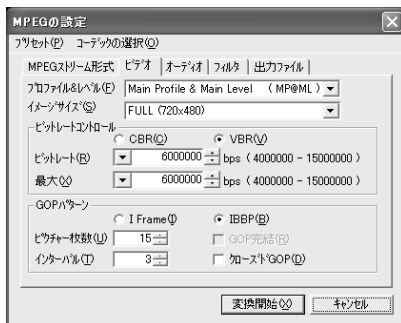 MPEGの設定
プリセット(P) コーデックの選択(O)
MPEGストリーム形式 ビデオ オーディオ フィルタ 出力ファイル
プロファイル&レベル(F) Main Profile & Main Level ( MP@ML )
イメージサイズ(S) FULL (720x480)
ビットレートコントロール
CBR(C) VBR(V)
ビットレート(R) 6000000 bps ( 4000000 - 15000000 )
最大(X) 6000000 bps ( 4000000 - 15000000 )
GOPパターン
I Frame(I) IBBP(B)
ピクチャー枚数(U) 15 GOP完結(R)
インターバル(T) 3 クローズドGOP(D)
変換開始(X) キャンセル